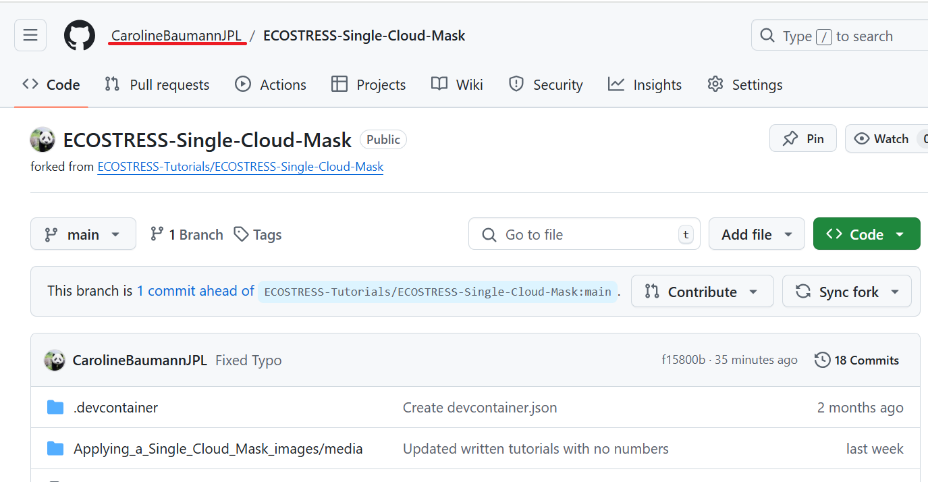 CarolineBaumannJPL / ECOSTRESS-Single-Cloud-Mask Type / to search
Code Pull requests Actions Projects Wiki Security Insights Settings
ECOSTRESS-Single-Cloud-Mask Public Pin Watch 0
forked from ECOSTRESS-Tutorials/ECOSTRESS-Single-Cloud-Mask
main 1 Branch Tags Go to file t Add file Code
This branch is 1 commit ahead of ECOSTRESS-Tutorials/ECOSTRESS-Single-Cloud-Mask:main . Contribute Sync fork
CarolineBaumannJPL Fixed Typo f15800b · 35 minutes ago 18 Commits
.devcontainer Create devcontainer.json 2 months ago
Applying_a_Single_Cloud_Mask_images/media Updated written tutorials with no numbers last week